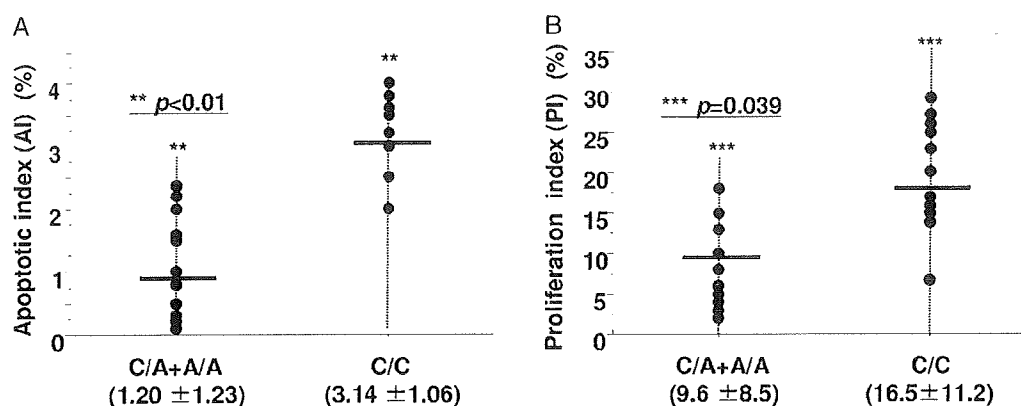 A
Apoptotic index (AI) (%)
4
3
2
1
0
** p<0.01
**
**
C/A+A/A
(1.20 ±1.23)
C/C
(3.14 ±1.06)
B
Proliferation index (PI) (%)
35
30
25
20
15
10
5
0
*** p=0.039
***
***
C/A+A/A
(9.6 ±8.5)
C/C
(16.5±11.2)